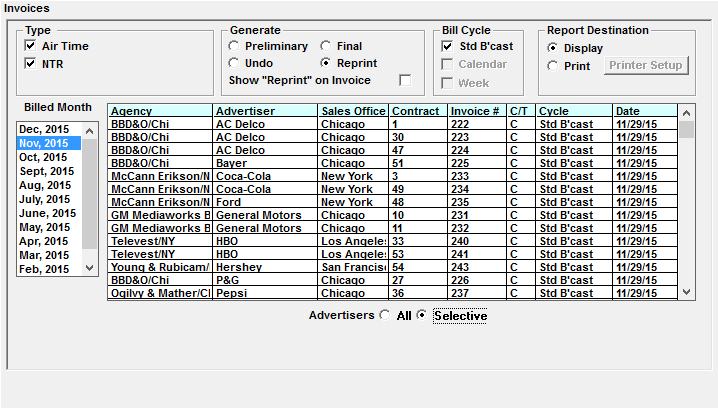 Invoices
Type
Air Time
NTR
Generate
Preliminary Final
Undo Reprint
Show "Reprint" on Invoice
Bill Cycle
Std B'cast
Calendar
Week
Report Destination
Display
Print Printer Setup
Billed Month
Dec, 2015
Nov, 2015
Oct, 2015
Sept, 2015
Aug, 2015
July, 2015
June, 2015
May, 2015
Apr, 2015
Mar, 2015
Feb, 2015
Agency Advertiser Sales Office Contract Invoice # C/T Cycle Date
BBD&O/Chi AC Delco Chicago 1 222 C Std B'cast 11/29/15
BBD&O/Chi AC Delco Chicago 30 223 C Std B'cast 11/29/15
BBD&O/Chi AC Delco Chicago 47 224 C Std B'cast 11/29/15
BBD&O/Chi Bayer Chicago 51 225 C Std B'cast 11/29/15
McCann Erikson/N Coca-Cola New York 3 233 C Std B'cast 11/29/15
McCann Erikson/N Coca-Cola New York 49 234 C Std B'cast 11/29/15
McCann Erikson/N Ford New York 48 235 C Std B'cast 11/29/15
GM Mediaworks B General Motors Chicago 10 231 C Std B'cast 11/29/15
GM Mediaworks B General Motors Chicago 11 232 C Std B'cast 11/29/15
Televest/NY HBO Los Angeles 33 240 C Std B'cast 11/29/15
Televest/NY HBO Los Angeles 53 241 C Std B'cast 11/29/15
Young & Rubicam/ Hershey San Francisc 54 243 C Std B'cast 11/29/15
BBD&O/Chi P&G Chicago 27 226 C Std B'cast 11/29/15
Ogilvy & Mather/Cl Pepsi Chicago 36 237 C Std B'cast 11/29/15
Advertisers All Selective